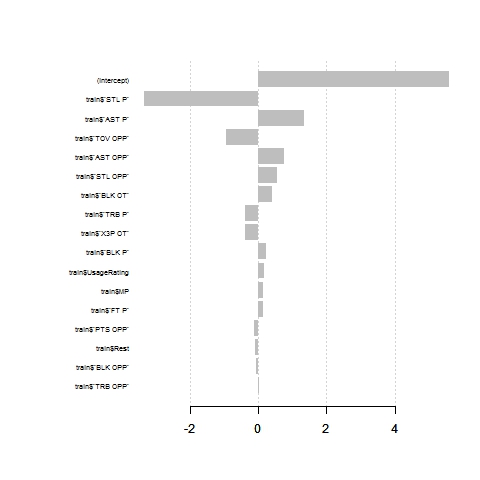 (Intercept)
train$`STL P`
train$`AST P`
train$`TOV OPP`
train$`AST OPP`
train$`STL OPP`
train$`BLK OT`
train$`TRB P`
train$`X3P OT`
train$`BLK P`
train$UsageRating
train$MP
train$`FT P`
train$`PTS OPP`
train$Rest
train$`BLK OPP`
train$`TRB OPP`
-2 0 2 4